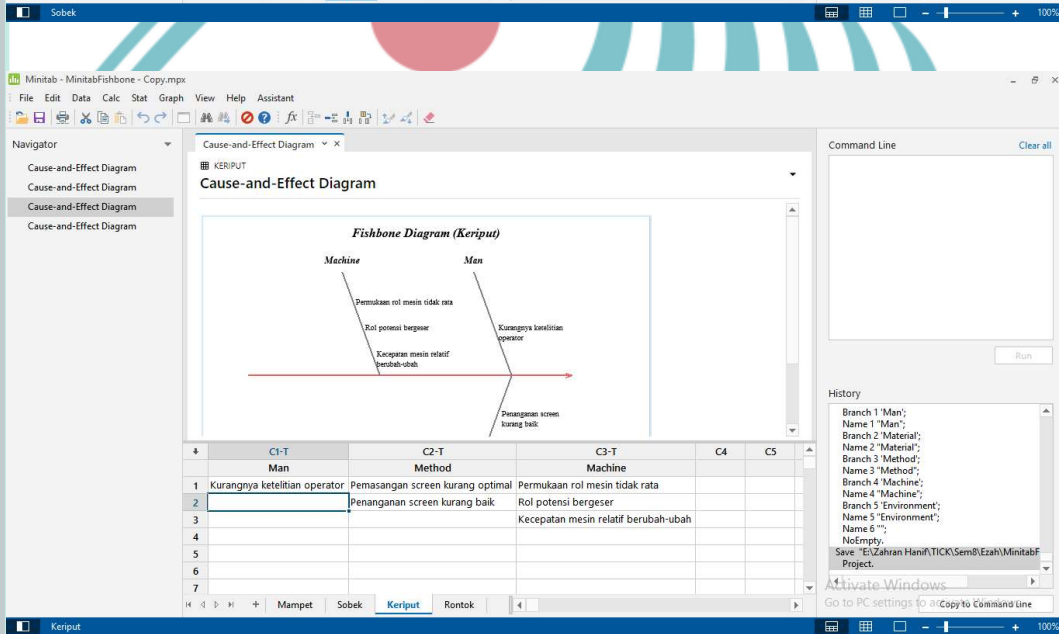 Sobek
100%
Minitab - MinitabFishbone - Copy.mpx
File Edit Data Calc Stat Graph View Help Assistant
Navigator
Cause-and-Effect Diagram
Cause-and-Effect Diagram
Cause-and-Effect Diagram
Cause-and-Effect Diagram
Cause-and-Effect Diagram
KERIPUT
Cause-and-Effect Diagram
Fishbone Diagram (Keriput)
Machine Man
Permukaan rol mesin tidak rata
Rol potensi bergeser
Kecepatan mesin relatif
berubah-ubah
Kurangnya ketelitian
operator
Penanganan screen
kurang baik
C1-T C2-T C3-T C4 C5
Man Method Machine
1 Kurangnya ketelitian operator Pemasangan screen kurang optimal Permukaan rol mesin tidak rata
2 Penanganan screen kurang baik Rol potensi bergeser
3 Kecepatan mesin relatif berubah-ubah
4
5
6
7
Mampet Sobek Keriput Rontok
Command Line Clear all
Run
History
Branch 1 'Man';
Name 1 "Man";
Branch 2 'Material';
Name 2 "Material";
Branch 3 'Method';
Name 3 "Method";
Branch 4 'Machine';
Name 4 "Machine";
Branch 5 'Environment';
Name 5 "Environment";
Name 6 "";
NoEmpty.
Save "E:\Zahran Hanif\TICK\Sem8\Ezah\MinitabF
Project.
Activate Windows
Go to PC settings to
Copy to Command Line
Keriput
100%